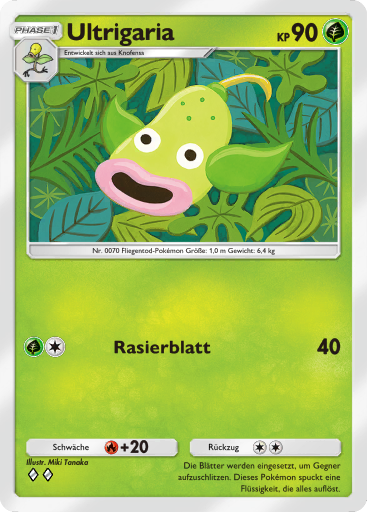 PHASE 1
Ultrigaria
KP 90
Entwickelt sich aus Knofensa
Nr. 0070 Fliegentod-Pokémon Größe: 1,0 m Gewicht: 6,4 kg
Rasierblatt 40
Schwäche +20 Rückzug
Illustr. Miki Tanaka
Die Blätter werden eingesetzt, um Gegner
aufzuschlitzen. Dieses Pokémon spuckt eine
Flüssigkeit, die alles auflöst.